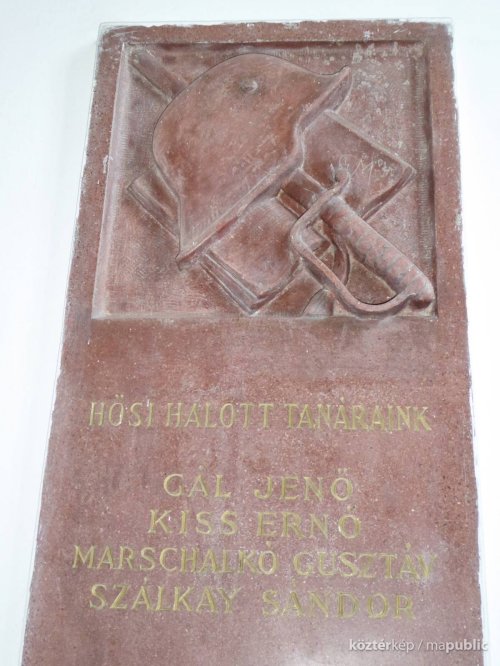 HŐSI HALOTT TANÁRAINK
GÁL JENŐ
KISS ERNŐ
MARSCHALKÓ GUSZTÁV
SZALKAY SÁNDOR
köztérkép / mapublic